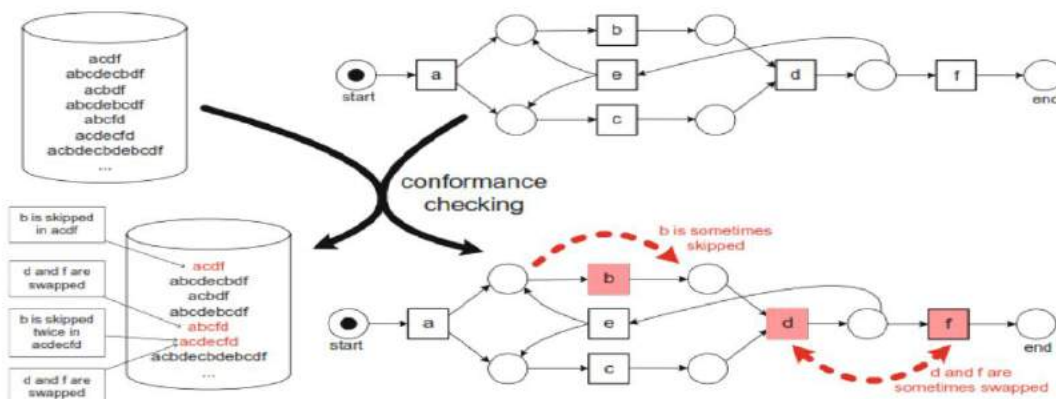 acdf
abcdecbdf
acbdf
abcdebcdf
abcfd
acdecfd
acbdecbdebcdf
...
start
a
b
e
c
d
f
end
conformance
checking
b is skipped
in acdf
d and f are
swapped
b is skipped
twice in
acdecfd
d and f are
swapped
acdf
abcdecbdf
acbdf
abcdebcdf
abcfd
acdecfd
acbdecbdebcdf
...
b is sometimes
skipped
start
a
b
e
c
d
f
end
d and f are
sometimes swapped